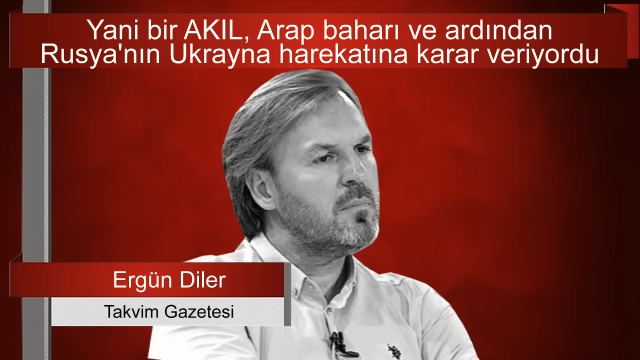 Yani bir AKIL, Arap baharı ve ardından
Rusya'nın Ukrayna harekatına karar veriyordu
Ergün Diler
Takvim Gazetesi